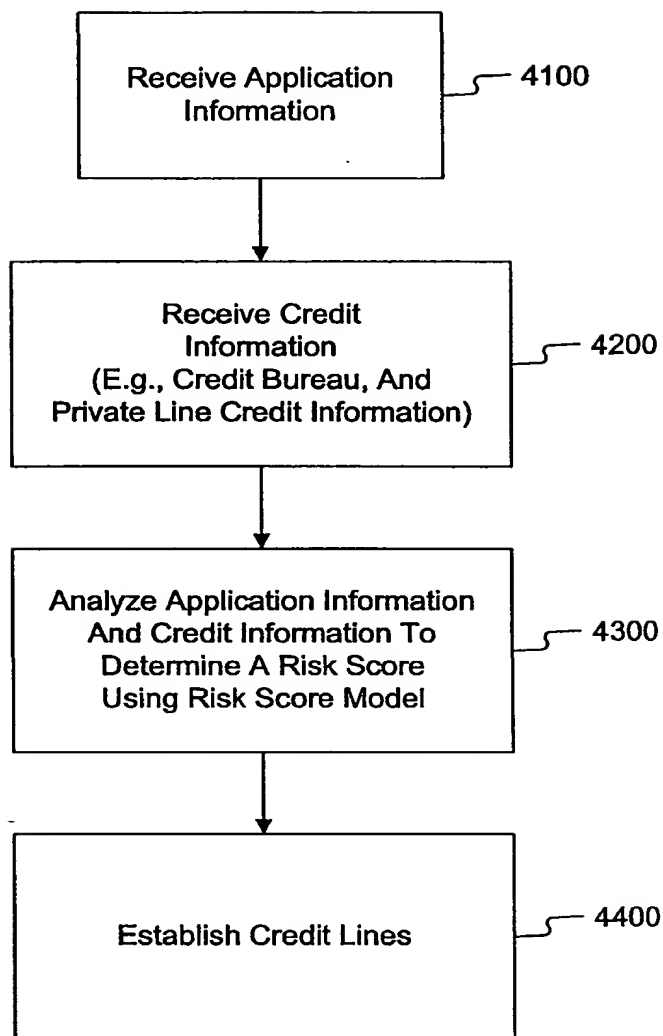 Receive Application
Information
4100
Receive Credit
Information
(E.g., Credit Bureau, And
Private Line Credit Information)
4200
Analyze Application Information
And Credit Information To
Determine A Risk Score
Using Risk Score Model
4300
Establish Credit Lines
4400